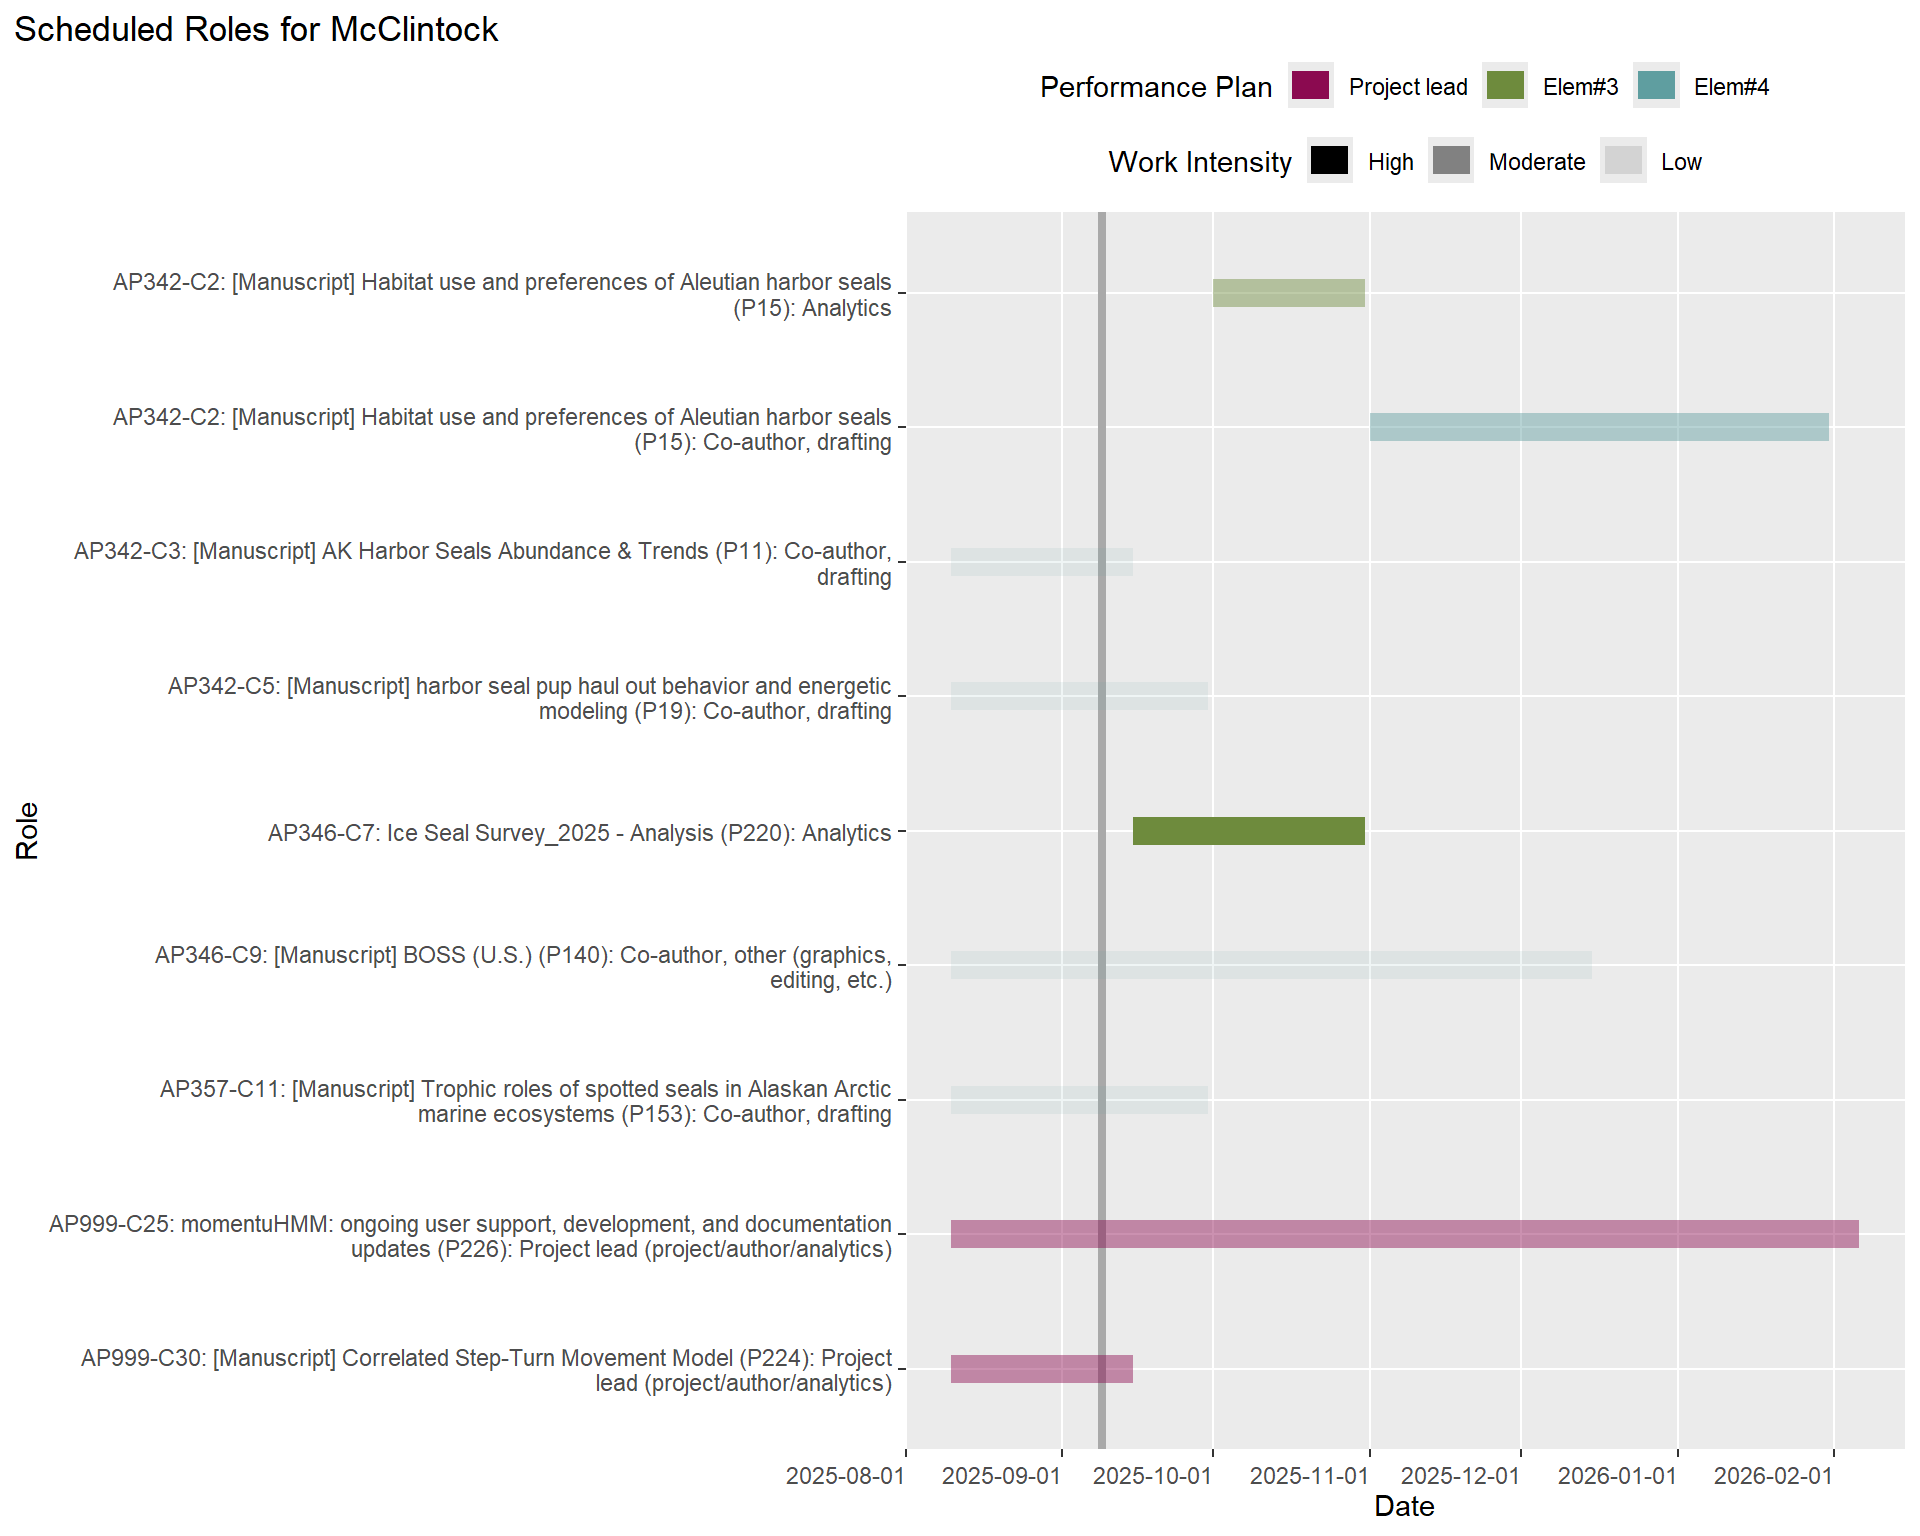 Scheduled Roles for McClintock
Performance Plan Project lead Elem#3 Elem#4
Work Intensity High Moderate Low
AP342-C2: [Manuscript] Habitat use and preferences of Aleutian harbor seals
(P15): Analytics
AP342-C2: [Manuscript] Habitat use and preferences of Aleutian harbor seals
(P15): Co-author, drafting
AP342-C3: [Manuscript] AK Harbor Seals Abundance & Trends (P11): Co-author,
drafting
AP342-C5: [Manuscript] harbor seal pup haul out behavior and energetic
modeling (P19): Co-author, drafting
Role
AP346-C7: Ice Seal Survey_2025 - Analysis (P220): Analytics
AP346-C9: [Manuscript] BOSS (U.S.) (P140): Co-author, other (graphics,
editing, etc.)
AP357-C11: [Manuscript] Trophic roles of spotted seals in Alaskan Arctic
marine ecosystems (P153): Co-author, drafting
AP999-C25: momentuHMM: ongoing user support, development, and documentation
updates (P226): Project lead (project/author/analytics)
AP999-C30: [Manuscript] Correlated Step-Turn Movement Model (P224): Project
lead (project/author/analytics)
2025-08-01 2025-09-01 2025-10-01 2025-11-01 2025-12-01 2026-01-01 2026-02-01
Date